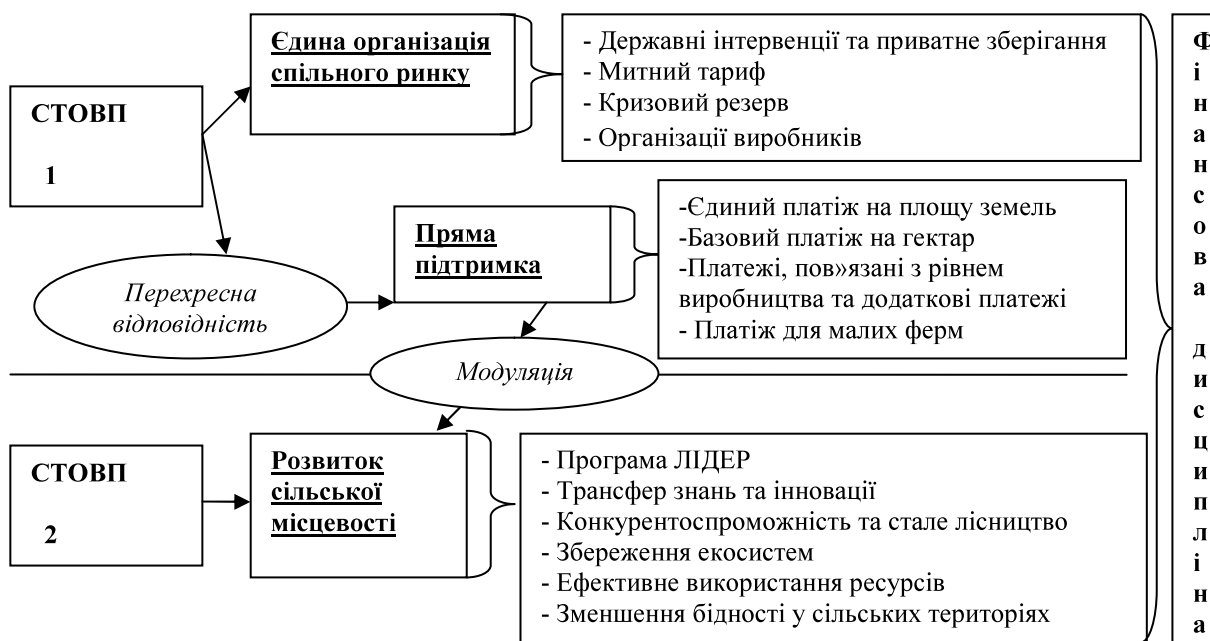 СТОВП
1
Єдина організація
спільного ринку
- Державні інтервенції та приватне зберігання
- Митний тариф
- Кризовий резерв
- Організації виробників
Перехресна
відповідність
Пряма
підтримка
-Єдиний платіж на площу земель
-Базовий платіж на гектар
-Платежі, пов»язані з рівнем
виробництва та додаткові платежі
- Платіж для малих ферм
Модуляція
СТОВП
2
Розвиток
сільської
місцевості
- Програма ЛІДЕР
- Трансфер знань та інновації
- Конкурентоспроможність та стале лісництво
- Збереження екосистем
- Ефективне використання ресурсів
- Зменшення бідності у сільських територіях
Фінансова дисципліна